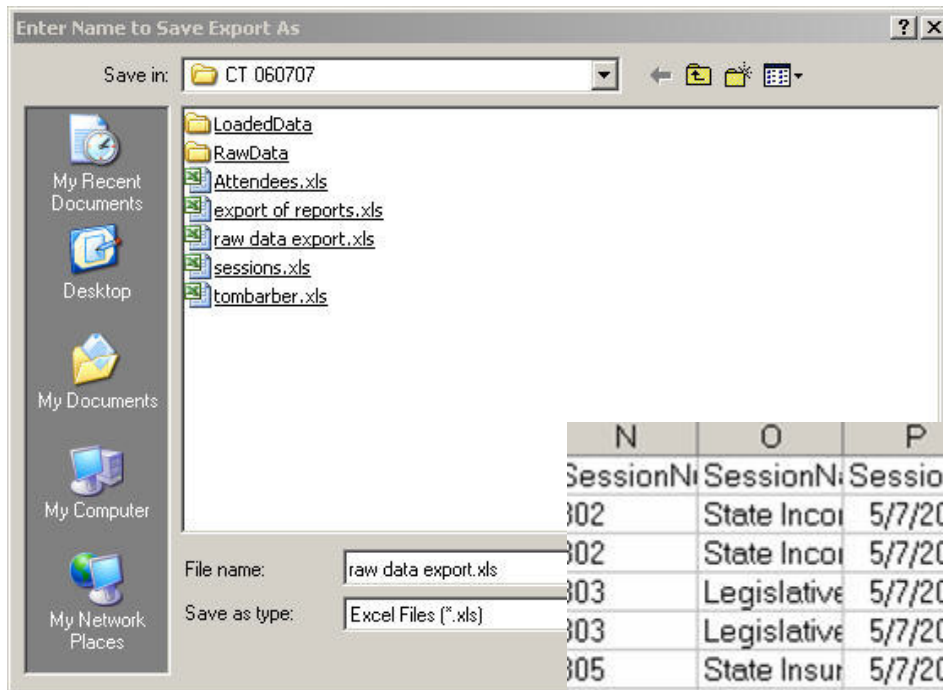 Enter Name to Save Export As
Save in: CT 060707
My Recent
Documents
Desktop
My Documents
My Computer
My Network
Places
LoadedData
RawData
Attendees.xls
export of reports.xls
raw data export.xls
sessions.xls
tombarber.xls
File name: raw data export.xls
Save as type: Excel Files (*.xls)
N O P
SessionN SessionN Sessio
302 State Inco 5/7/20
302 State Inco 5/7/20
303 Legislative 5/7/20
303 Legislative 5/7/20
305 State Insur 5/7/20